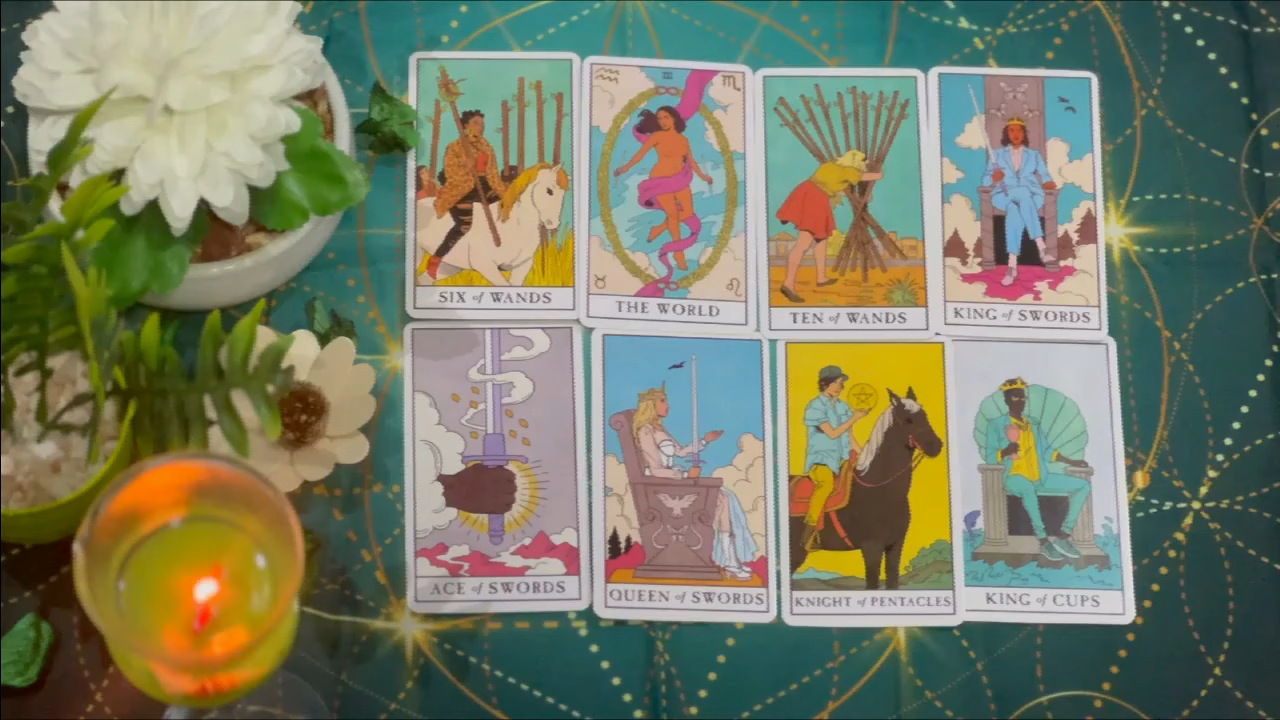 SIX of WANDS
XXI
THE WORLD
TEN of WANDS
KING of SWORDS
ACE of SWORDS
QUEEN of SWORDS
KNIGHT of PENTACLES
KING of CUPS